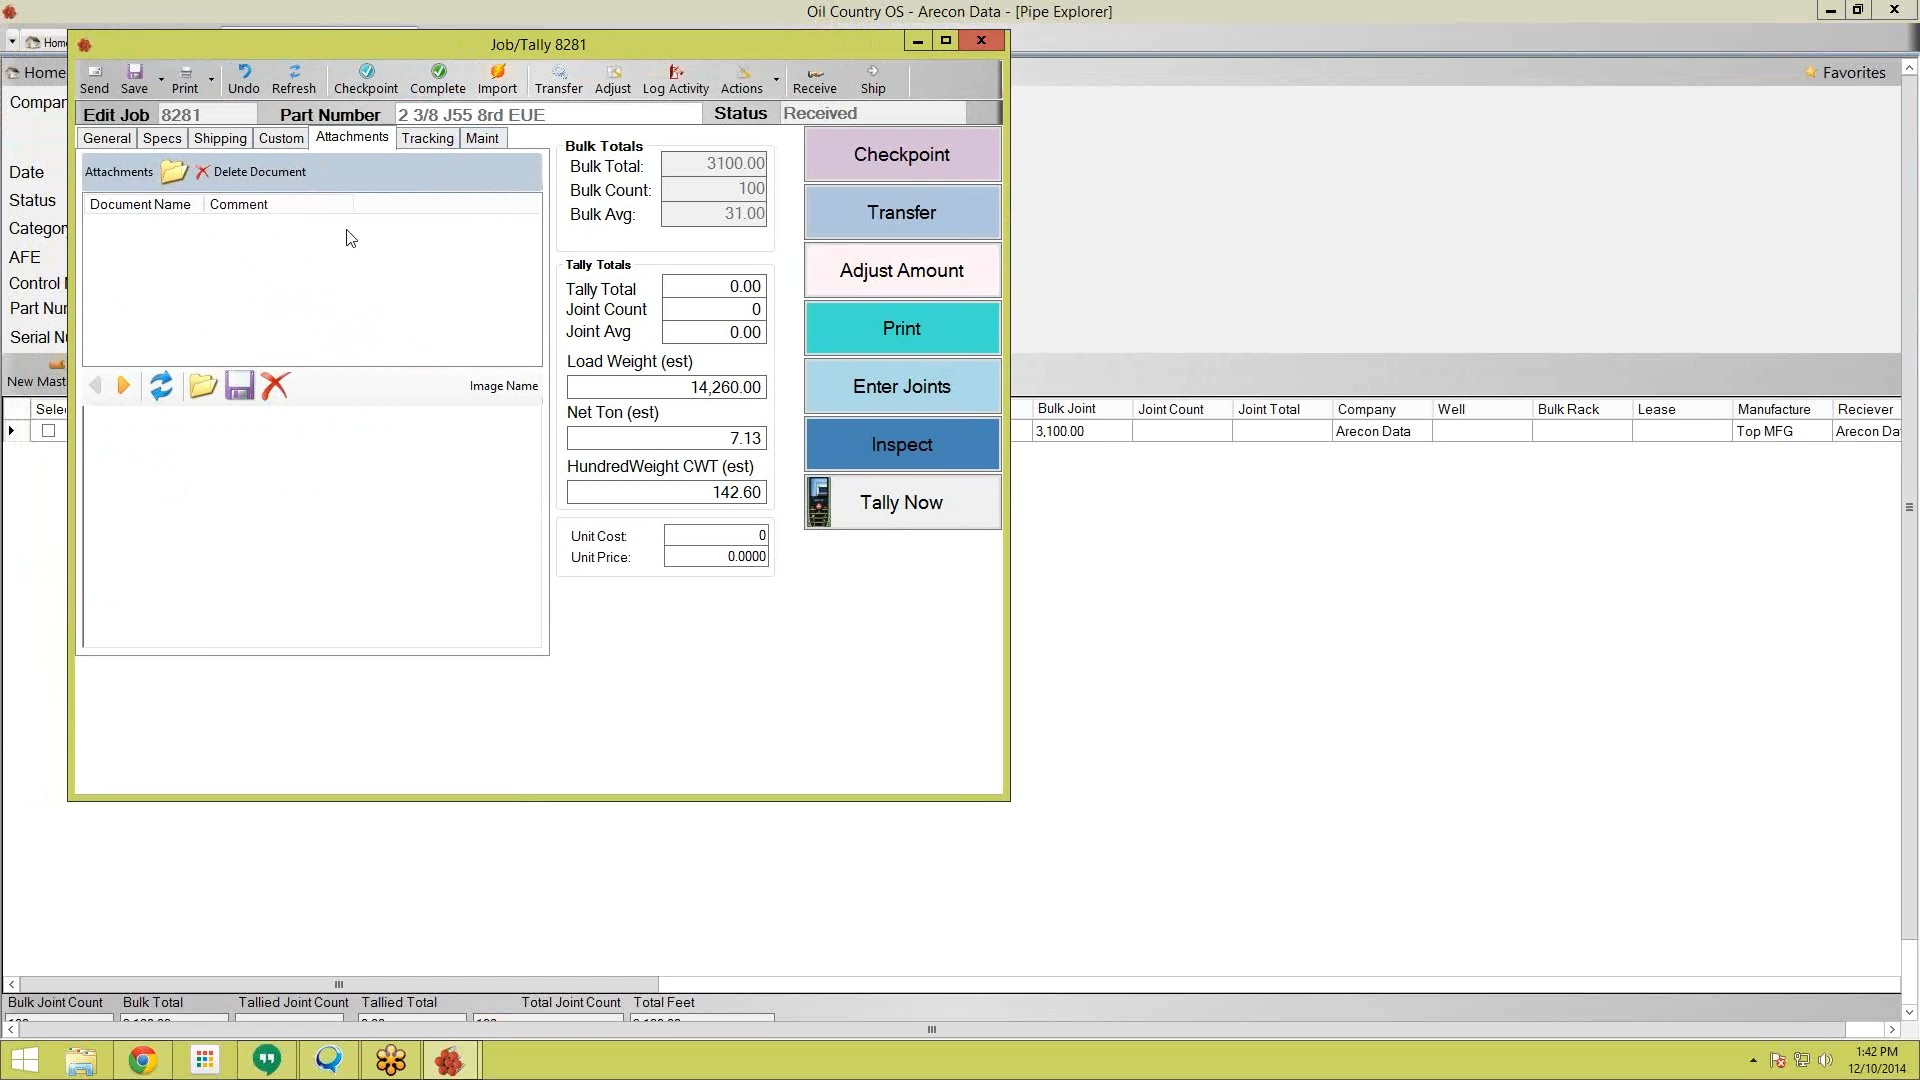 Oil Country OS - Arecon Data - [Pipe Explorer]
Home
Job/Tally 8281
Home
Favorites
Send Save Print Undo Refresh Checkpoint Complete Import Transfer Adjust Log Activity Actions Receive Ship
Edit Job 8281 Part Number 2 3/8 J55 8rd EUE Status Received
General Specs Shipping Custom Attachments Tracking Maint
Attachments Delete Document
Document Name Comment
Image Name
Bulk Totals
Bulk Total: 3100.00
Bulk Count: 100
Bulk Avg: 31.00
Tally Totals
Tally Total 0.00
Joint Count 0
Joint Avg 0.00
Load Weight (est)
14,260.00
Net Ton (est)
7.13
HundredWeight CWT (est)
142.60
Unit Cost: 0
Unit Price: 0.0000
Checkpoint
Transfer
Adjust Amount
Print
Enter Joints
Inspect
Tally Now
Date
Status
AFE
Bulk Joint Joint Count Joint Total Company Well Bulk Rack Lease Manufacture Reciever
3,100.00 Arecon Data Top MFG Arecon
Bulk Joint Count Bulk Total Tallied Joint Count Tallied Total Total Joint Count Total Feet
1:42 PM
12/10/2014